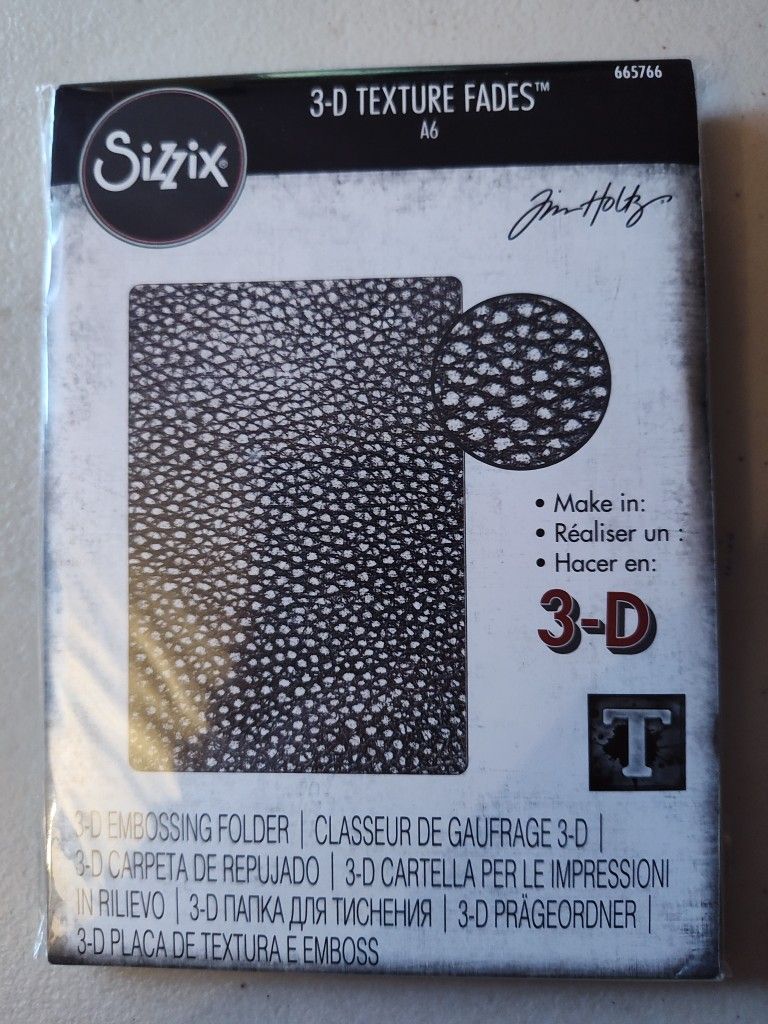 665766
3-D TEXTURE FADES™
A6
Sizzix®
Tim Holtz
• Make in:
• Réaliser un :
• Hacer en:
3-D
T
3-D EMBOSSING FOLDER | CLASSEUR DE GAUFRAGE 3-D |
3-D CARPETA DE REPUJADO | 3-D CARTELLA PER LE IMPRESSIONI
IN RILIEVO | 3-D ПАПКА ДЛЯ ТИСНЕНИЯ | 3-D PRÄGEORDNER |
3-D PLACA DE TEXTURA E EMBOSS